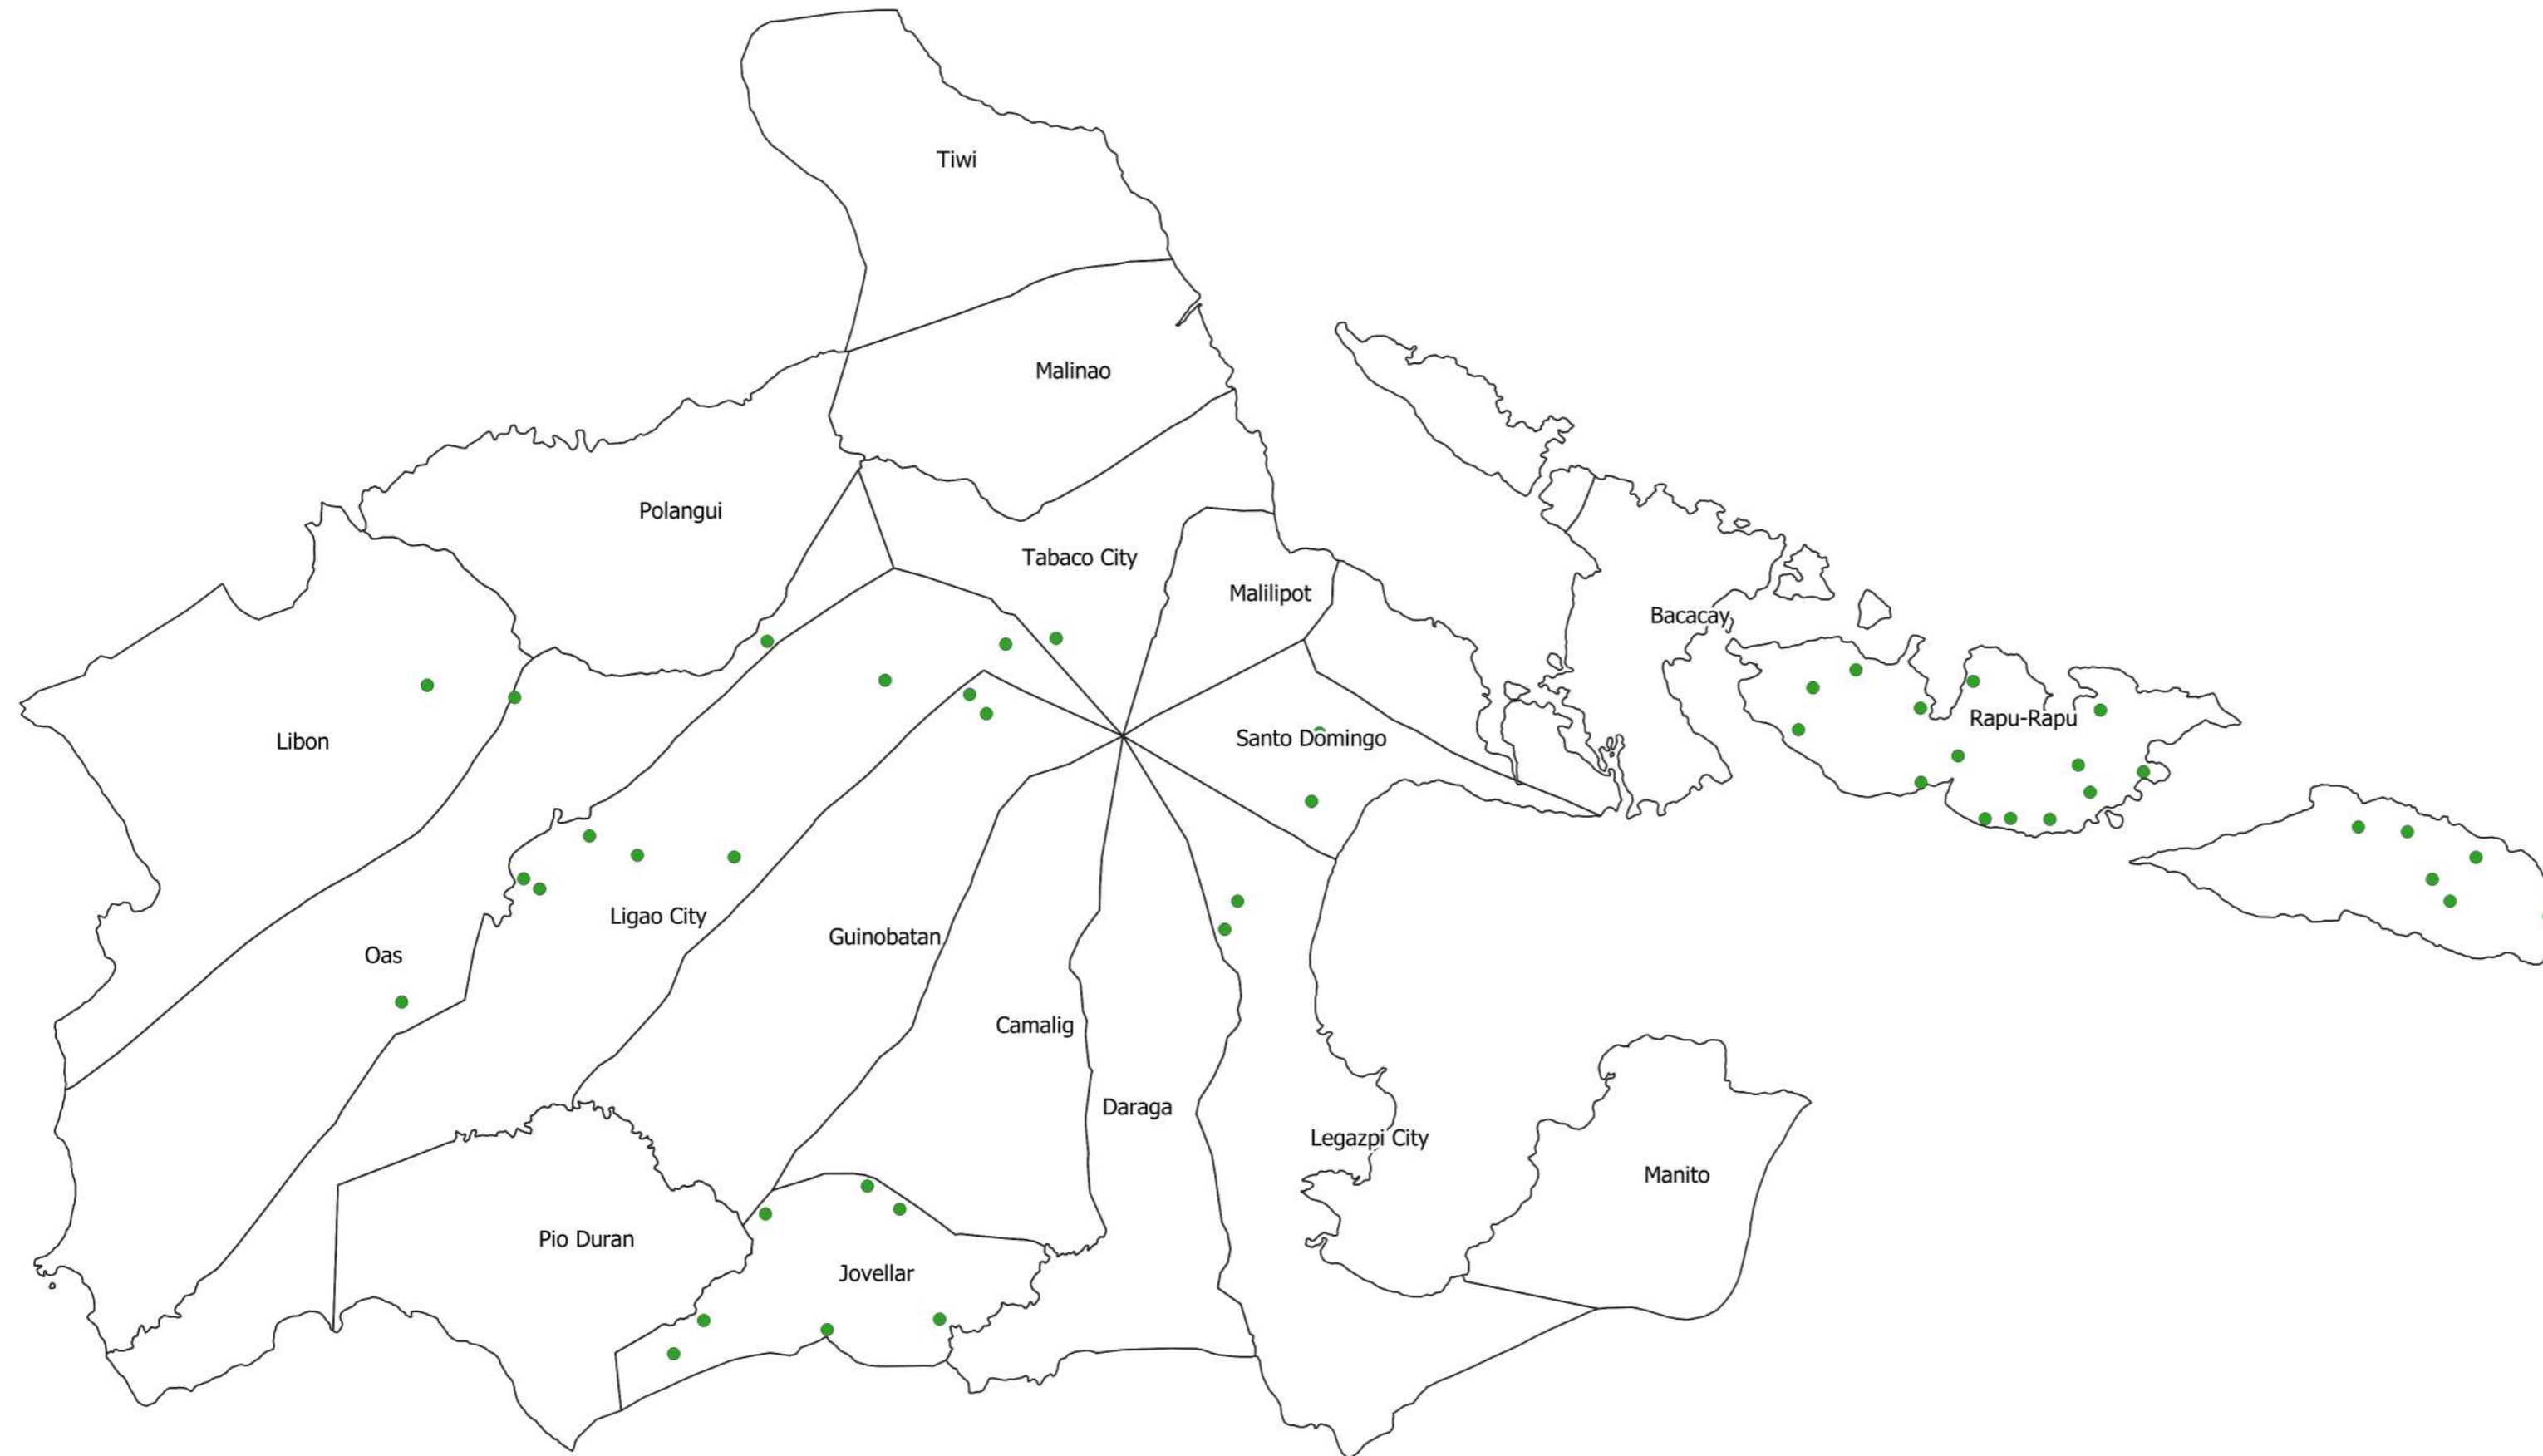 Tiwi
Malinao
Polangui
Tabaco City
Malilipot
Bacacay
Rapu-Rapu
Santo Domingo
Libon
Ligao City
Guinobatan
Oas
Camalig
Daraga
Legazpi City
Manito
Pio Duran
Jovellar